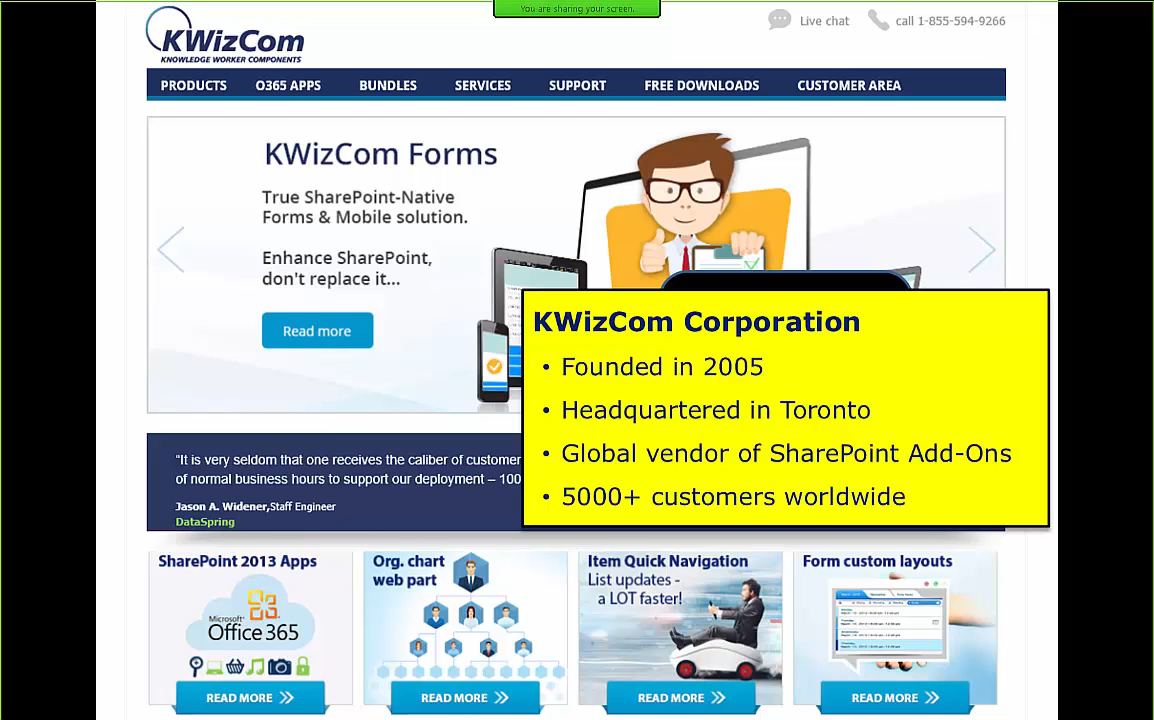 You are sharing your screen.
KWizCom
KNOWLEDGE WORKER COMPONENTS
Live chat
call 1-855-594-9266
PRODUCTS O365 APPS BUNDLES SERVICES SUPPORT FREE DOWNLOADS CUSTOMER AREA
KWizCom Forms
True SharePoint-Native
Forms & Mobile solution.
Enhance SharePoint,
don't replace it...
Read more
KWizCom Corporation
• Founded in 2005
• Headquartered in Toronto
• Global vendor of SharePoint Add-Ons
• 5000+ customers worldwide
"It is very seldom that one receives the caliber of customer
of normal business hours to support our deployment – 100
Jason A. Widener,Staff Engineer
DataSpring
SharePoint 2013 Apps
Microsoft®
Office 365
READ MORE
Org. chart
web part
READ MORE
Item Quick Navigation
List updates -
a LOT faster!
READ MORE
Form custom layouts
READ MORE